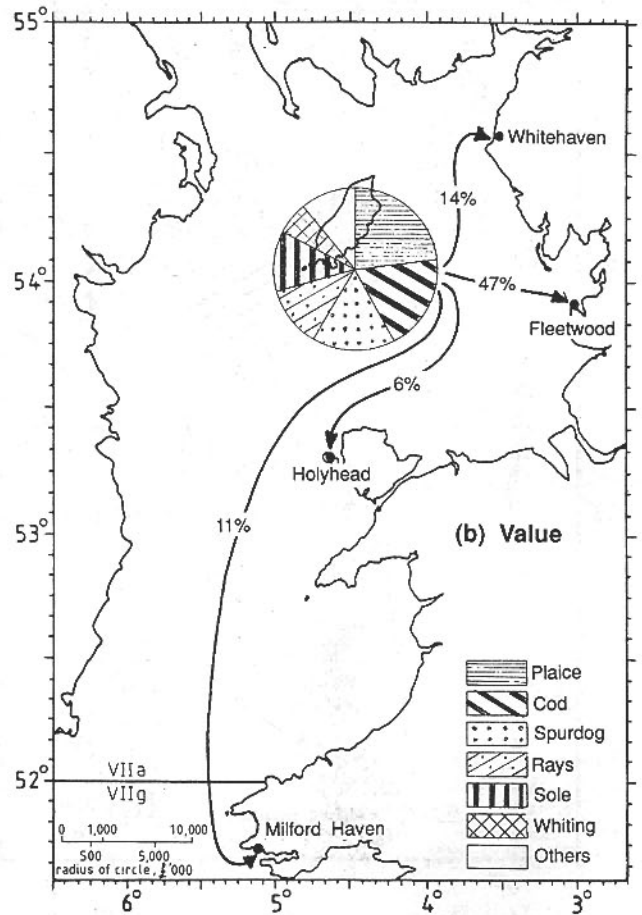 55°
54°
53°
52°
Whitehaven
14%
47%
Fleetwood
6%
Holyhead
11%
(b) Value
Plaice
Cod
Spurdog
Rays
Sole
Whiting
Others
VIIa
VIIg
Milford Haven
0 1,000 10,000
500 5,000
radius of circle, £'000
6° 5° 4° 3°